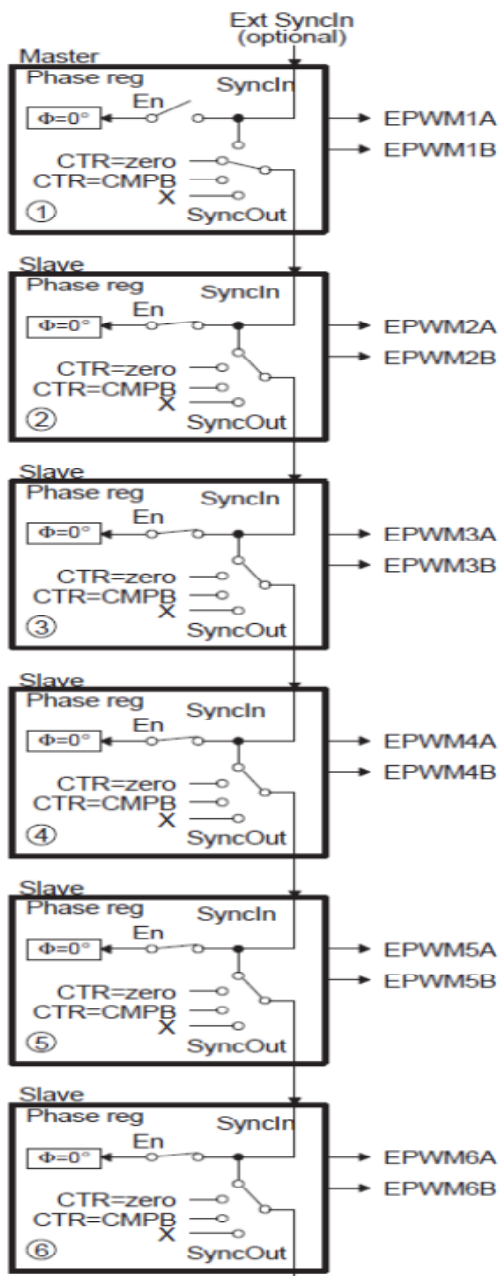 Ext SyncIn
(optional)
Master
Phase reg
SyncIn
En
Φ=0°
EPWM1A
EPWM1B
CTR=zero
CTR=CMPB
X
①
SyncOut
Slave
Phase reg
SyncIn
En
Φ=0°
EPWM2A
EPWM2B
CTR=zero
CTR=CMPB
X
②
SyncOut
Slave
Phase reg
SyncIn
En
Φ=0°
EPWM3A
EPWM3B
CTR=zero
CTR=CMPB
X
③
SyncOut
Slave
Phase reg
SyncIn
En
Φ=0°
EPWM4A
EPWM4B
CTR=zero
CTR=CMPB
X
④
SyncOut
Slave
Phase reg
SyncIn
En
Φ=0°
EPWM5A
EPWM5B
CTR=zero
CTR=CMPB
X
⑤
SyncOut
Slave
Phase reg
SyncIn
En
Φ=0°
EPWM6A
EPWM6B
CTR=zero
CTR=CMPB
X
⑥
SyncOut